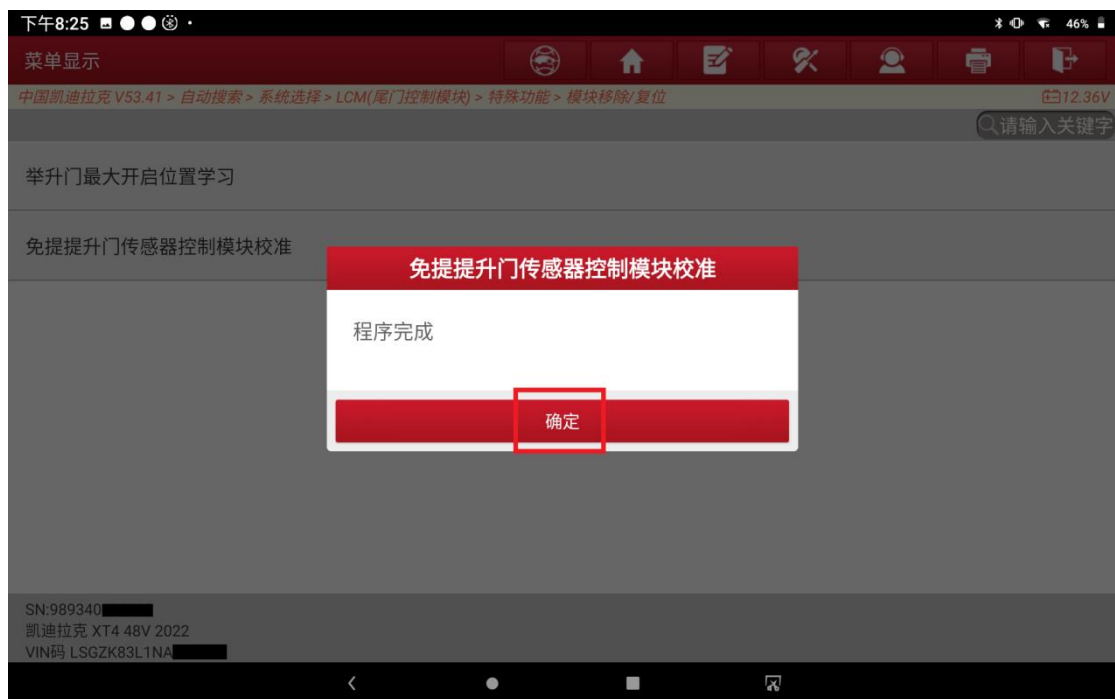 下午8:25
46%
菜单显示
中国凯迪拉克 V53.41 > 自动搜索 > 系统选择 > LCM(尾门控制模块) > 特殊功能 > 模块移除/复位
12.36V
请输入关键字
举升门最大开启位置学习
免提提升门传感器控制模块校准
免提提升门传感器控制模块校准
程序完成
确定
SN:989340
凯迪拉克 XT4 48V 2022
VIN码 LSGZK83L1NA